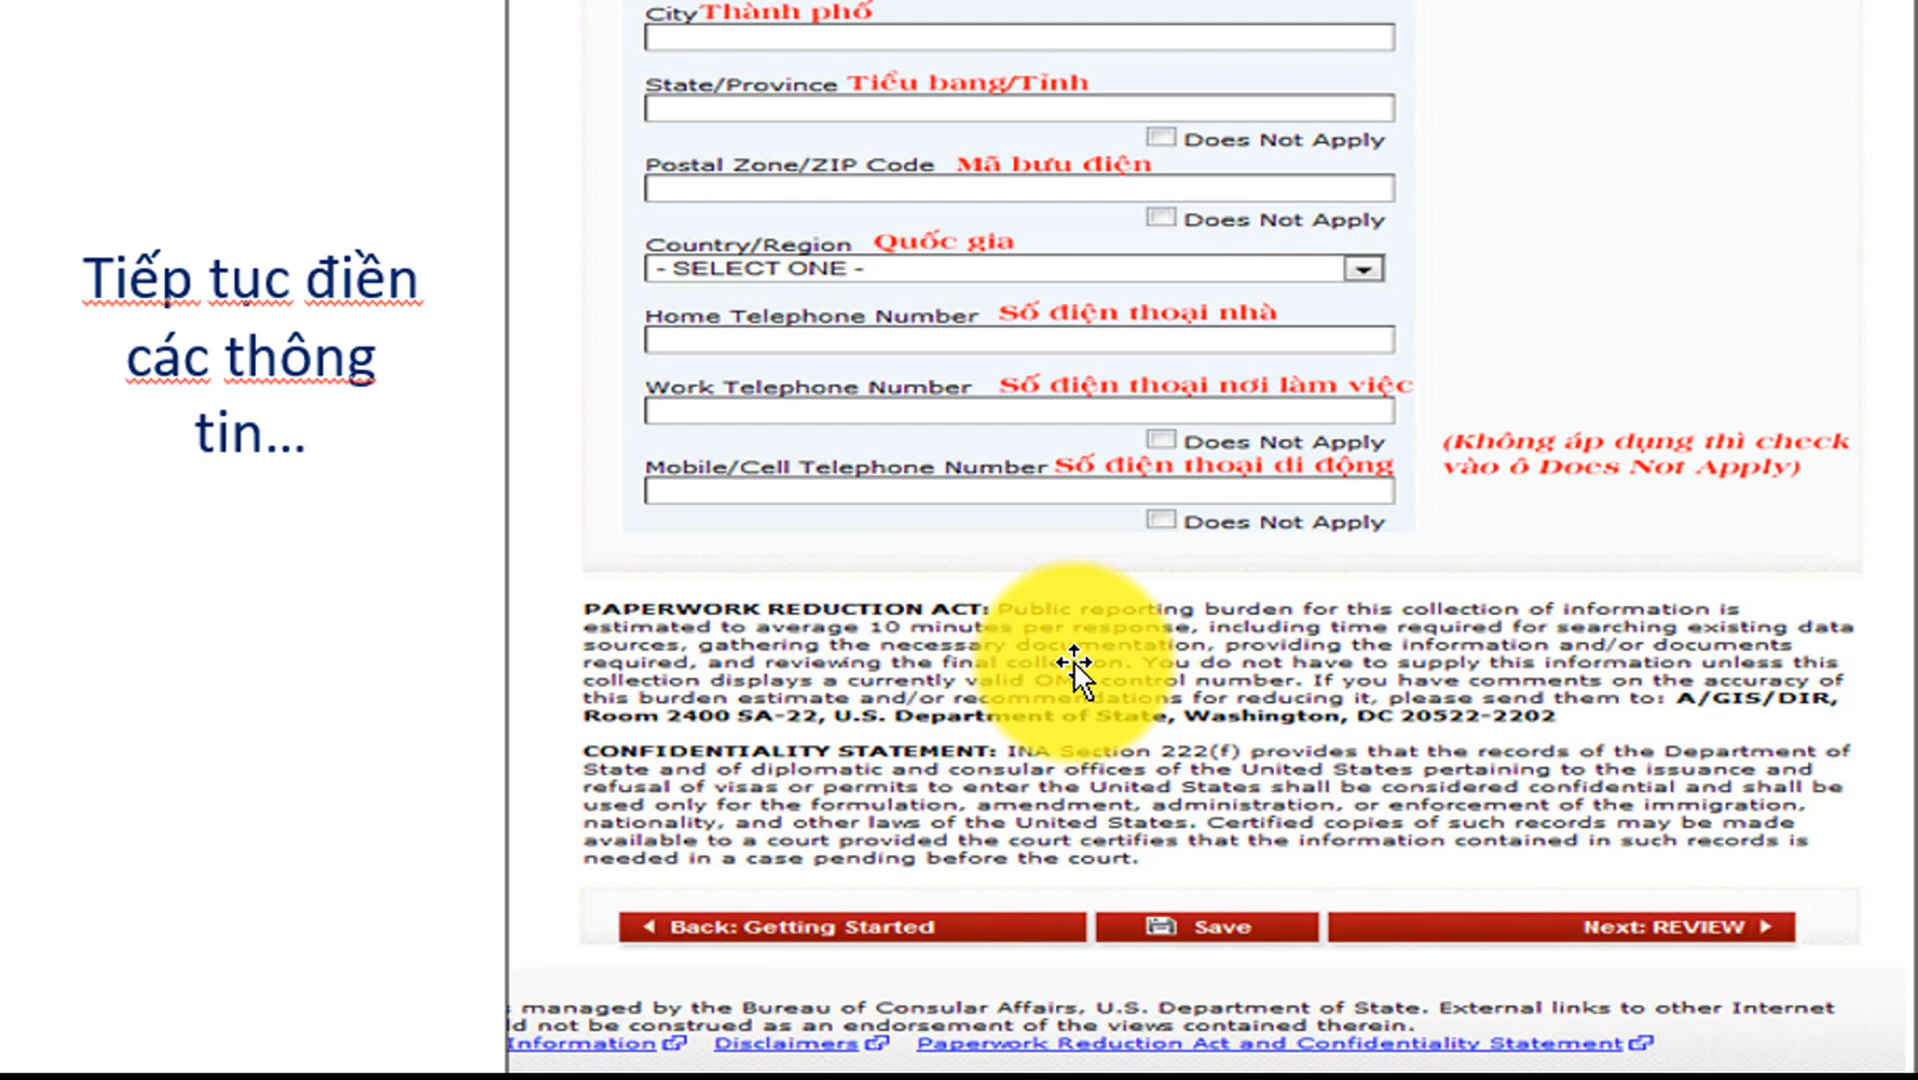 Tiếp tục điền
các thông
tin...
City Thành phố
State/Province Tiểu bang/Tỉnh
Does Not Apply
Postal Zone/ZIP Code Mã bưu điện
Does Not Apply
Country/Region Quốc gia
- SELECT ONE -
Home Telephone Number Số điện thoại nhà
Work Telephone Number Số điện thoại nơi làm việc
Does Not Apply
Mobile/Cell Telephone Number Số điện thoại di động
Does Not Apply
(Không áp dụng thì check
vào ô Does Not Apply)
PAPERWORK REDUCTION ACT: Public reporting burden for this collection of information is
estimated to average 10 minutes per response, including time required for searching existing data
sources, gathering the necessary documentation, providing the information and/or documents
required, and reviewing the final collection. You do not have to supply this information unless this
collection displays a currently valid OMB control number. If you have comments on the accuracy of
this burden estimate and/or recommendations for reducing it, please send them to: A/GIS/DIR,
Room 2400 SA-22, U.S. Department of State, Washington, DC 20522-2202
CONFIDENTIALITY STATEMENT: INA Section 222(f) provides that the records of the Department of
State and of diplomatic and consular offices of the United States pertaining to the issuance and
refusal of visas or permits to enter the United States shall be considered confidential and shall be
used only for the formulation, amendment, administration, or enforcement of the immigration,
nationality, and other laws of the United States. Certified copies of such records may be made
available to a court provided the court certifies that the information contained in such records is
needed in a case pending before the court.
Back: Getting Started
Save
Next: REVIEW
managed by the Bureau of Consular Affairs, U.S. Department of State. External links to other Internet
not be construed as an endorsement of the views contained therein.
Information Disclaimers Paperwork Reduction Act and Confidentiality Statement